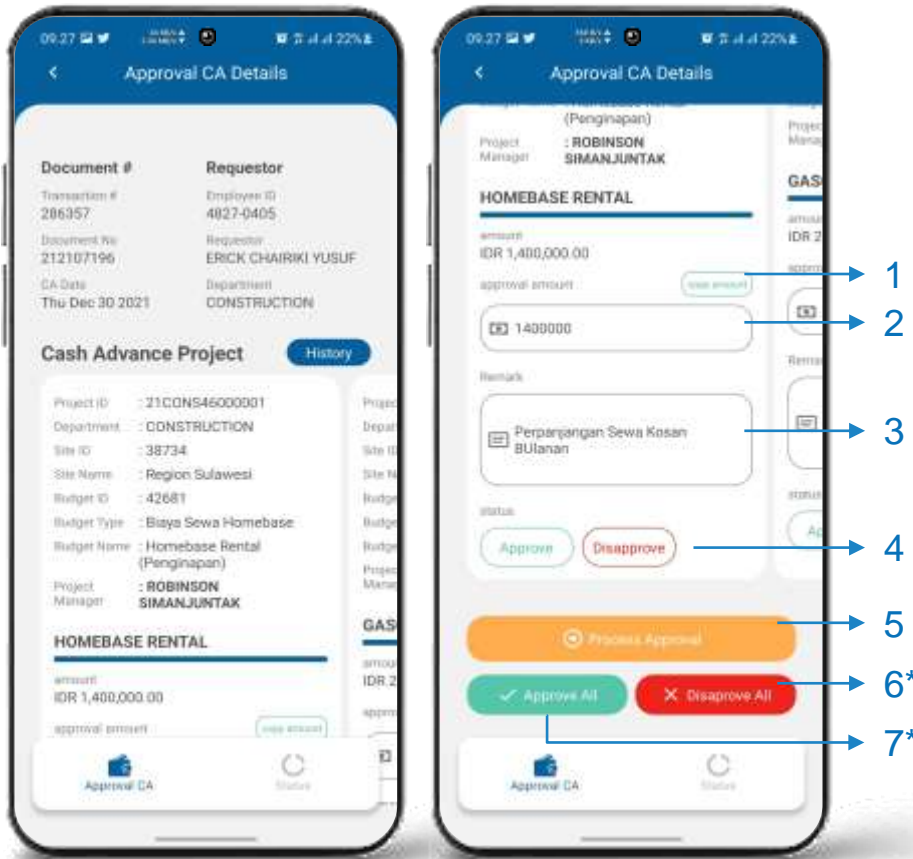 09.27
22%
Approval CA Details
Document #
Requestor
Transaction #
Employee ID
286357
4827-0405
Document No
Requestor
212107196
ERICK CHAIRIKI YUSUF
CA Date
Department
Thu Dec 30 2021
CONSTRUCTION
Cash Advance Project
History
Project ID : 21CONS46000001
Department : CONSTRUCTION
Site ID : 38734
Site Name : Region Sulawesi
Budget ID : 42681
Budget Type : Biaya Sewa Homebase
Budget Name : Homebase Rental
(Penginapan)
Project : ROBINSON
Manager SIMANJUNTAK
HOMEBASE RENTAL
GAS
amount
IDR 1,400,000.00
IDR 2
approval amount
copy amount
Approval CA
Status
09.27
22%
Approval CA Details
(Penginapan)
Project : ROBINSON
Manager SIMANJUNTAK
HOMEBASE RENTAL
GAS
amount
IDR 1,400,000.00
IDR 2
approval amount
copy amount
1400000
Remark
Perpanjangan Sewa Kosan
BUlanan
status
Approve
Disapprove
Process Approval
Approve All
Disaprove All
Approval CA
Status
1
2
3
4
5
6*
7*